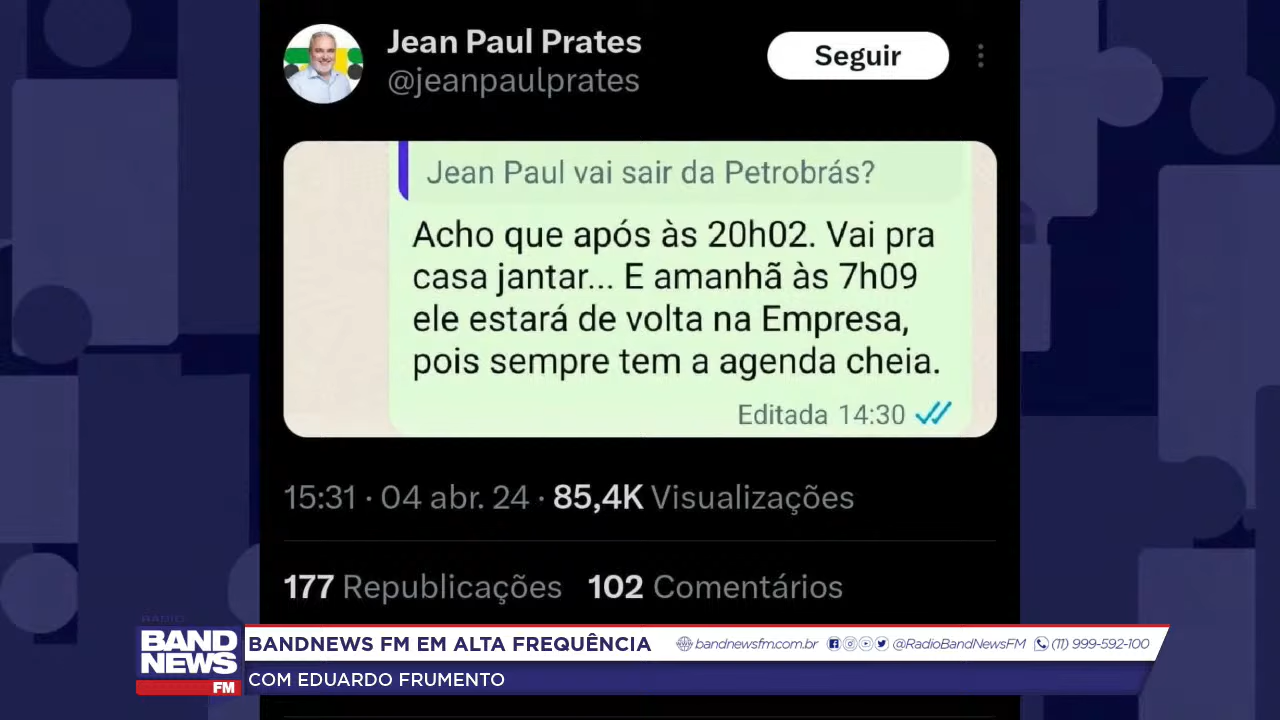 Jean Paul Prates
@jeanpaulprates
Seguir
Jean Paul vai sair da Petrobrás?
Acho que após às 20h02. Vai pra
casa jantar... E amanhã às 7h09
ele estará de volta na Empresa,
pois sempre tem a agenda cheia.
Editada 14:30
15:31 · 04 abr. 24 · 85,4K Visualizações
177 Republicações 102 Comentários
RÁDIO
BAND
NEWS
FM
BANDNEWS FM EM ALTA FREQUÊNCIA
bandnewsfm.com.br @RadioBandNewsFM (11) 999-592-100
COM EDUARDO FRUMENTO